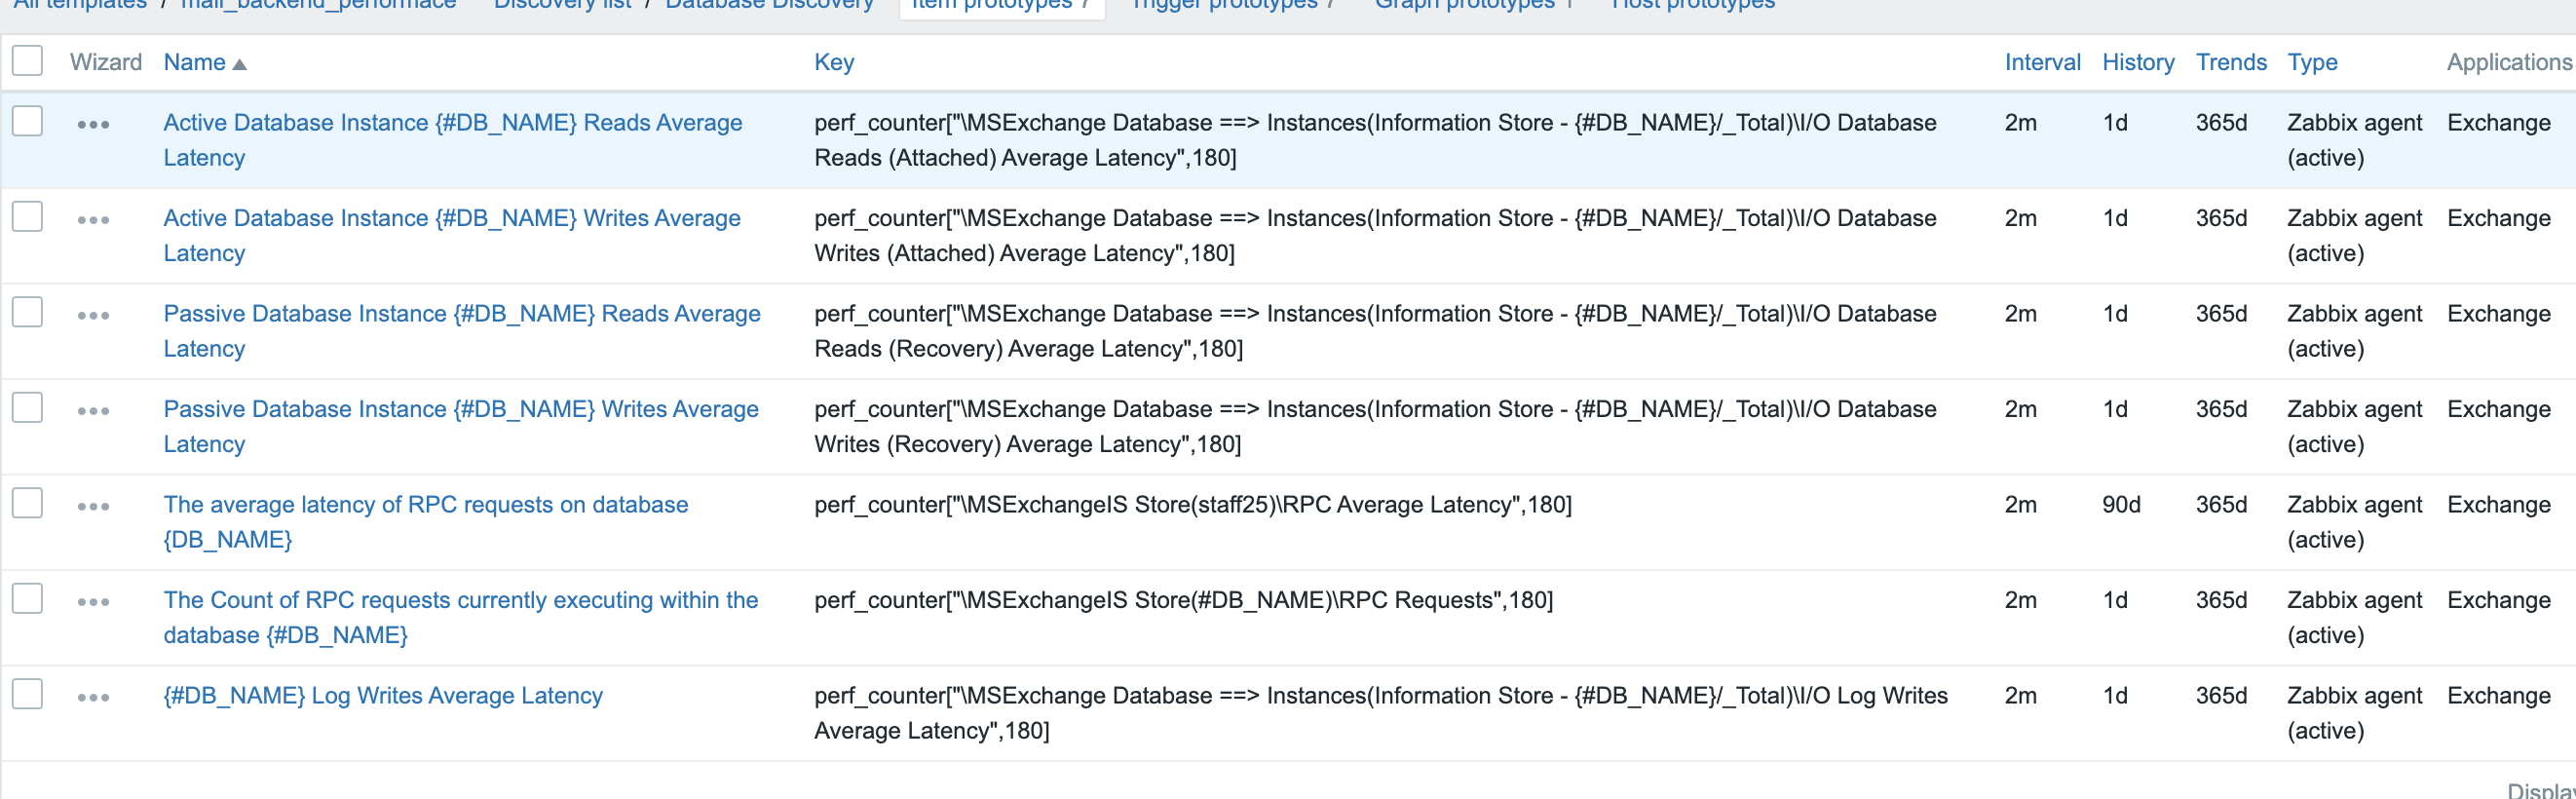 All templates / mail_backend_performace Discovery list / Database Discovery Item prototypes 7 Trigger prototypes 7 Graph prototypes 1 Host prototypes
Wizard Name Key Interval History Trends Type Applications
Active Database Instance {#DB_NAME} Reads Average perf_counter["\MSExchange Database ==> Instances(Information Store - {#DB_NAME}/_Total)\I/O Database 2m 1d 365d Zabbix agent Exchange
Latency Reads (Attached) Average Latency",180] (active)
Active Database Instance {#DB_NAME} Writes Average perf_counter["\MSExchange Database ==> Instances(Information Store - {#DB_NAME}/_Total)\I/O Database 2m 1d 365d Zabbix agent Exchange
Latency Writes (Attached) Average Latency",180] (active)
Passive Database Instance {#DB_NAME} Reads Average perf_counter["\MSExchange Database ==> Instances(Information Store - {#DB_NAME}/_Total)\I/O Database 2m 1d 365d Zabbix agent Exchange
Latency Reads (Recovery) Average Latency",180] (active)
Passive Database Instance {#DB_NAME} Writes Average perf_counter["\MSExchange Database ==> Instances(Information Store - {#DB_NAME}/_Total)\I/O Database 2m 1d 365d Zabbix agent Exchange
Latency Writes (Recovery) Average Latency",180] (active)
The average latency of RPC requests on database perf_counter["\MSExchangeIS Store(staff25)\RPC Average Latency",180] 2m 90d 365d Zabbix agent Exchange
{DB_NAME} (active)
The Count of RPC requests currently executing within the perf_counter["\MSExchangeIS Store(#DB_NAME)\RPC Requests",180] 2m 1d 365d Zabbix agent Exchange
database {#DB_NAME} (active)
{#DB_NAME} Log Writes Average Latency perf_counter["\MSExchange Database ==> Instances(Information Store - {#DB_NAME}/_Total)\I/O Log Writes 2m 1d 365d Zabbix agent Exchange
Average Latency",180] (active)
Display